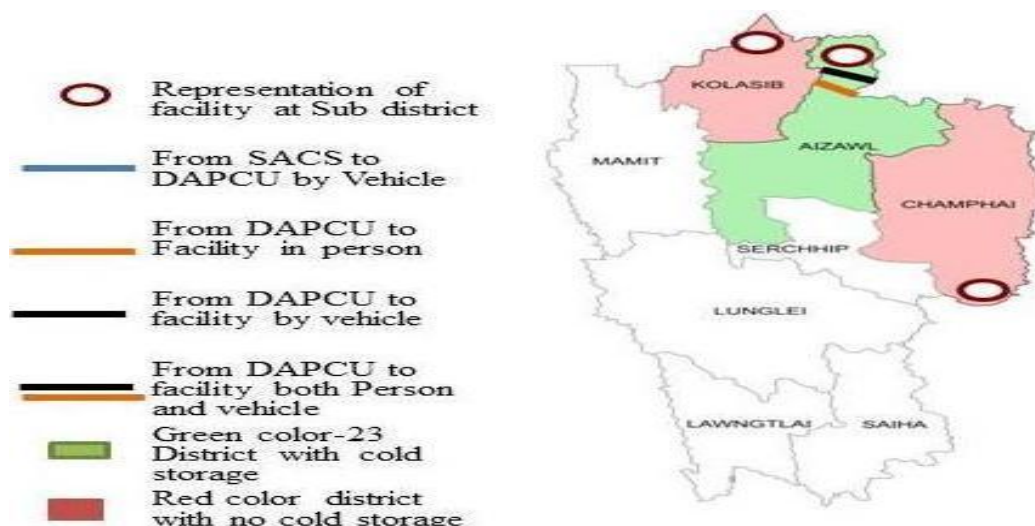 Representation of
facility at Sub district
From SACS to
DAPCU by Vehicle
From DAPCU to
Facility in person
From DAPCU to
facility by vehicle
From DAPCU to
facility both Person
and vehicle
Green color-23
District with cold
storage
Red color district
with no cold storage
KOLASIB
AIZAWL
MAMIT
CHAMPHAI
SERCHHIP
LUNGLEI
LAWNGTLAI
SAIHA